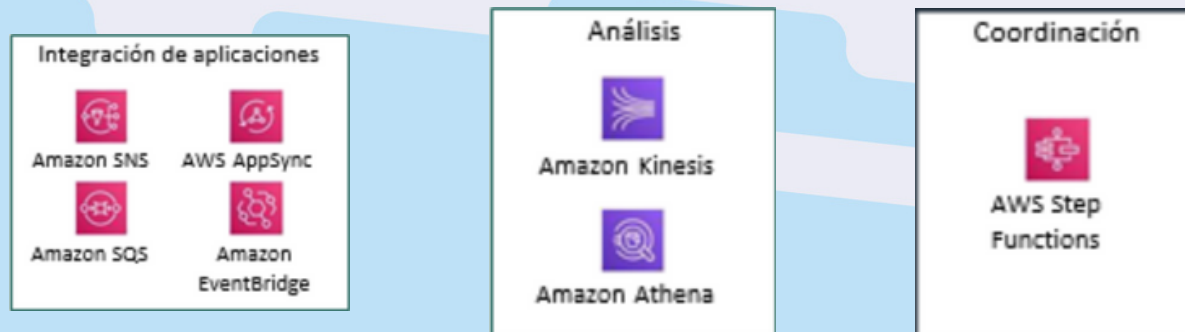 Integración de aplicaciones
Amazon SNS
AWS AppSync
Amazon SQS
Amazon
EventBridge
Análisis
Amazon Kinesis
Amazon Athena
Coordinación
AWS Step
Functions